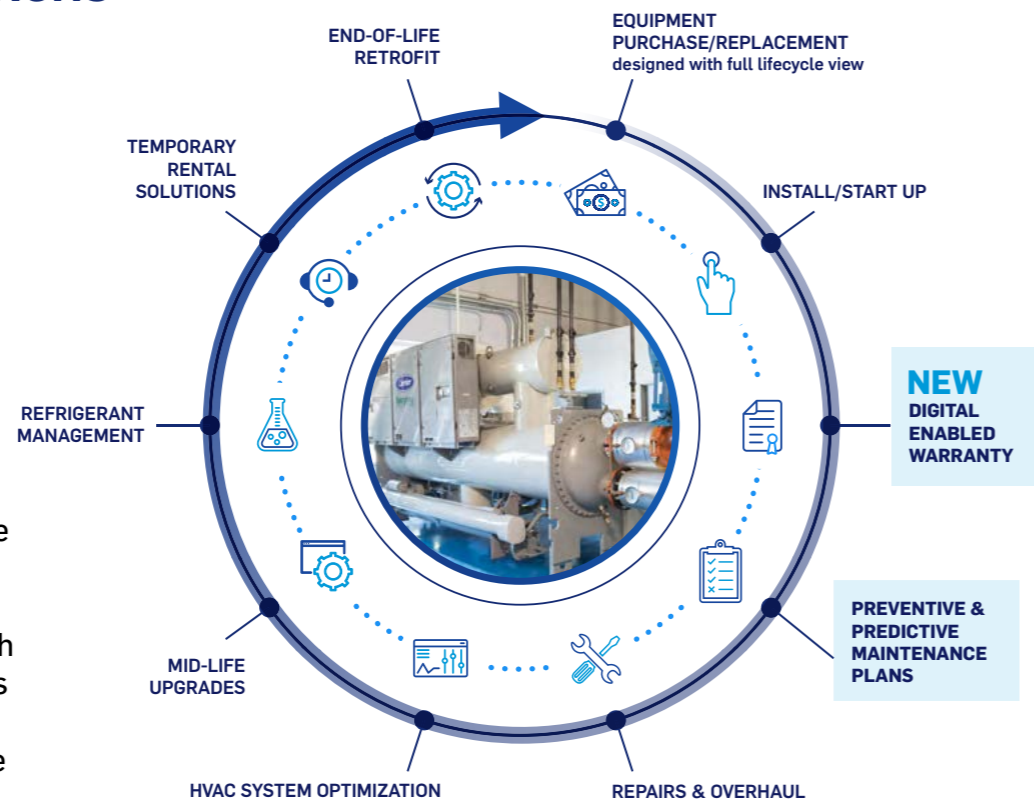 END-OF-LIFE
RETROFIT
EQUIPMENT
PURCHASE/REPLACEMENT
designed with full lifecycle view
TEMPORARY
RENTAL
SOLUTIONS
INSTALL/START UP
NEW
DIGITAL
ENABLED
WARRANTY
REFRIGERANT
MANAGEMENT
PREVENTIVE &
PREDICTIVE
MAINTENANCE
PLANS
MID-LIFE
UPGRADES
HVAC SYSTEM OPTIMIZATION
REPAIRS & OVERHAUL